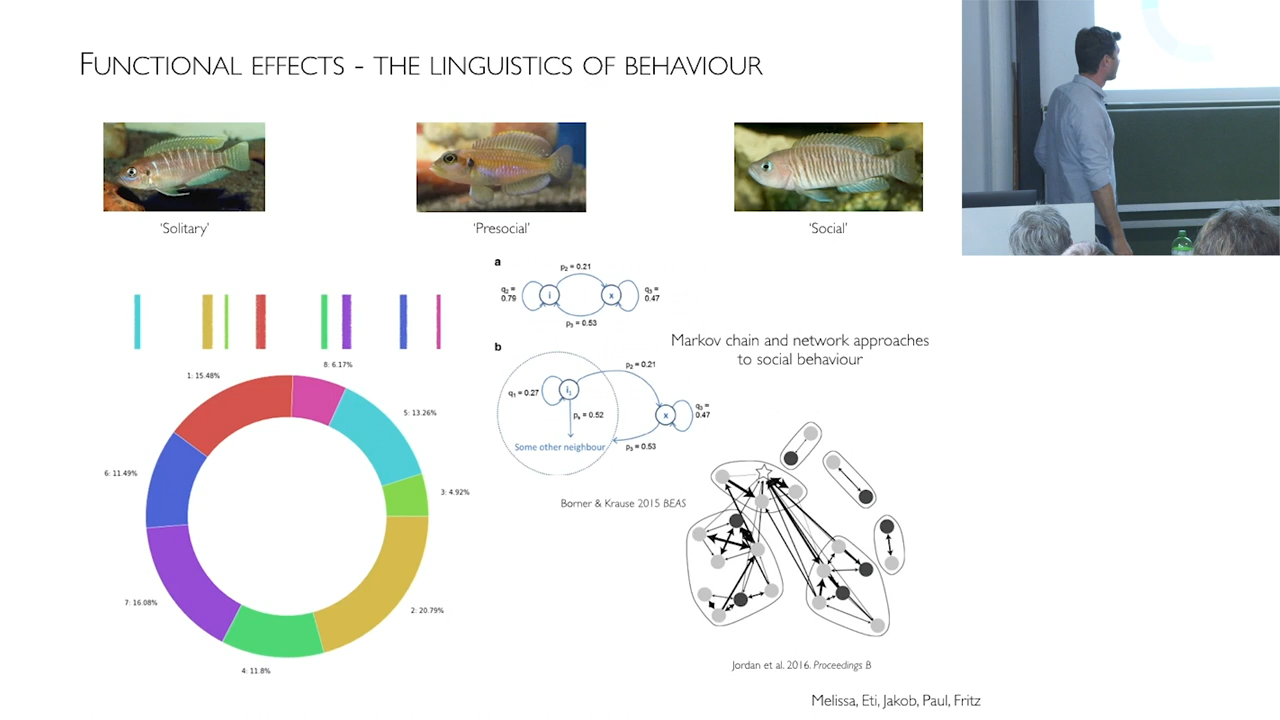 FUNCTIONAL EFFECTS - THE LINGUISTICS OF BEHAVIOUR
'Solitary'
'Presocial'
'Social'
a
p₂ = 0.21
q₂ = 0.79
i
x
q₃ = 0.47
p₃ = 0.53
b
p₂ = 0.21
q₁ = 0.27
i₁
p₄ = 0.52
x
q₃ = 0.47
Some other neighbour
p₃ = 0.53
Borner & Krause 2015 BEAS
Markov chain and network approaches
to social behaviour
8: 6.17%
1: 15.48%
5: 13.26%
6: 11.49%
3: 4.92%
7: 16.08%
2: 20.79%
4: 11.8%
Jordan et al. 2016. Proceedings B
Melissa, Eti, Jakob, Paul, Fritz